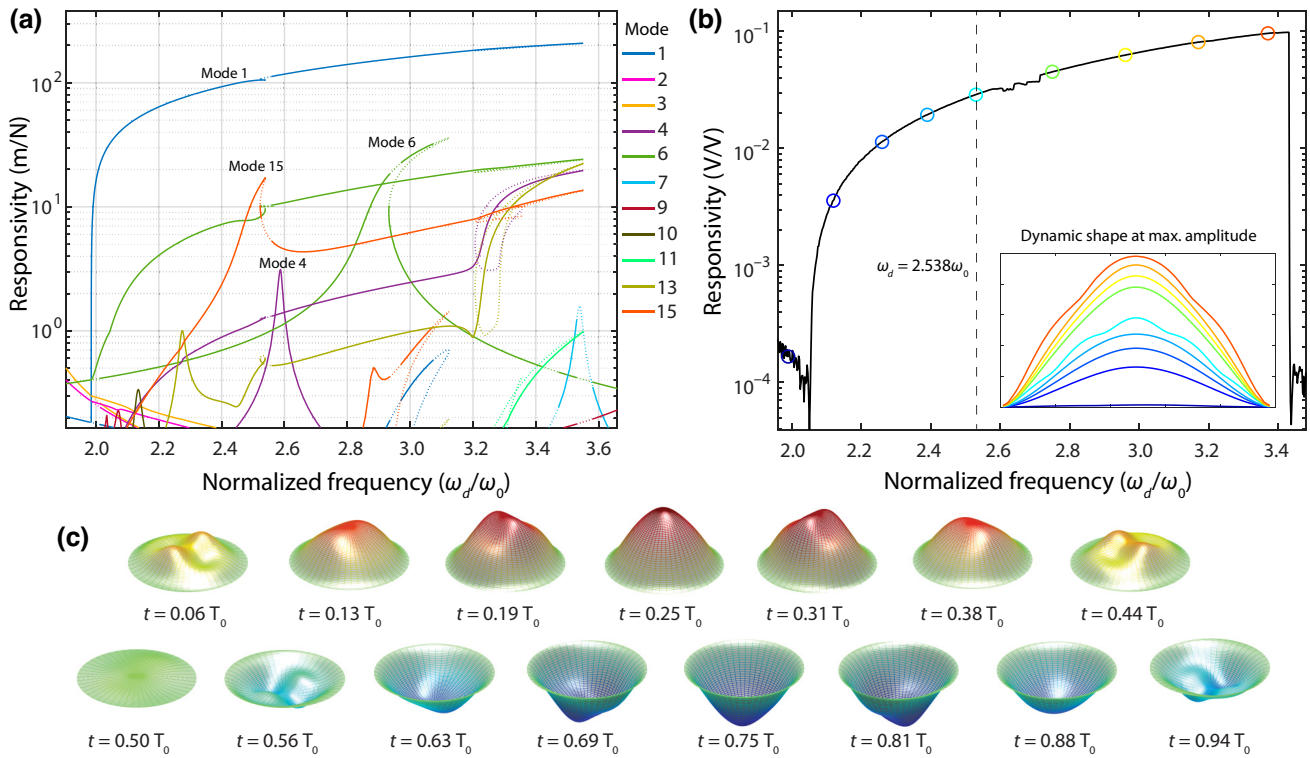 (a)
Responsivity (m/N)
10²
10¹
10⁰
Mode 1
Mode 15
Mode 6
Mode 4
2.0 2.2 2.4 2.6 2.8 3.0 3.2 3.4 3.6
Normalized frequency (ω_d/ω_0)
Mode
1
2
3
4
6
7
9
10
11
13
15
(b)
Responsivity (V/V)
10⁻¹
10⁻²
10⁻³
10⁻⁴
ω_d = 2.538ω_0
Dynamic shape at max. amplitude
2.0 2.2 2.4 2.6 2.8 3.0 3.2 3.4
Normalized frequency (ω_d/ω_0)
(c)
t = 0.06 T_0 t = 0.13 T_0 t = 0.19 T_0 t = 0.25 T_0 t = 0.31 T_0 t = 0.38 T_0 t = 0.44 T_0
t = 0.50 T_0 t = 0.56 T_0 t = 0.63 T_0 t = 0.69 T_0 t = 0.75 T_0 t = 0.81 T_0 t = 0.88 T_0 t = 0.94 T_0